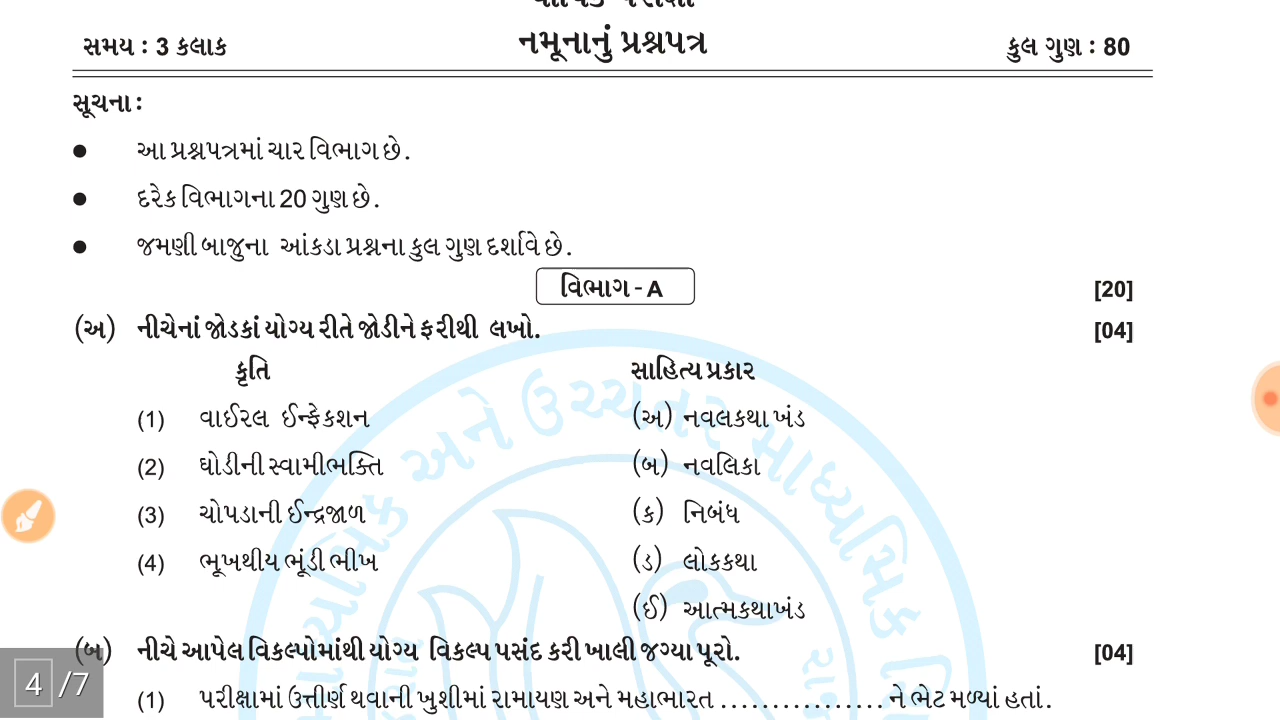 સમય : 3 કલાક નમૂનાનું પ્રશ્નપત્ર કુલ ગુણ : 80
સૂચના :
● આ પ્રશ્નપત્રમાં ચાર વિભાગ છે.
● દરેક વિભાગના 20 ગુણ છે.
● જમણી બાજુના આંકડા પ્રશ્નના કુલ ગુણ દર્શાવે છે.
વિભાગ - A [20]
(અ) નીચેનાં જોડકાં યોગ્ય રીતે જોડીને ફરીથી લખો. [04]
કૃતિ સાહિત્ય પ્રકાર
(1) વાઈરલ ઈન્ફેકશન (અ) નવલકથા ખંડ
(2) ઘોડીની સ્વામીભક્તિ (બ) નવલિકા
(3) ચોપડાની ઈન્દ્રજાળ (ક) નિબંધ
(4) ભૂખથીય ભૂંડી ભીખ (ડ) લોકકથા
(ઈ) આત્મકથાખંડ
(બ) નીચે આપેલ વિકલ્પોમાંથી યોગ્ય વિકલ્પ પસંદ કરી ખાલી જગ્યા પૂરો. [04]
(1) પરીક્ષામાં ઉત્તીર્ણ થવાની ખુશીમાં રામાયણ અને મહાભારત ................ ને ભેટ મળ્યાં હતાં.
4 /7